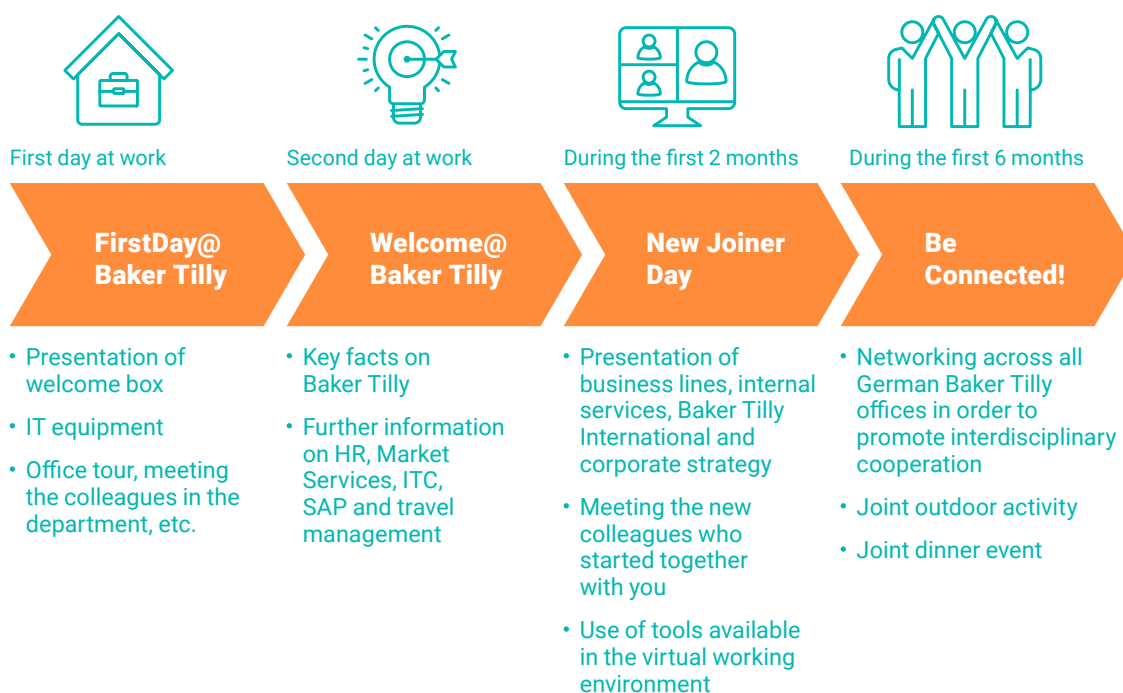 First day at work
FirstDay@
Baker Tilly
• Presentation of
welcome box
• IT equipment
• Office tour, meeting
the colleagues in the
department, etc.
Second day at work
Welcome@
Baker Tilly
• Key facts on
Baker Tilly
• Further information
on HR, Market
Services, ITC,
SAP and travel
management
During the first 2 months
New Joiner
Day
• Presentation of
business lines, internal
services, Baker Tilly
International and
corporate strategy
• Meeting the new
colleagues who
started together
with you
• Use of tools available
in the virtual working
environment
During the first 6 months
Be
Connected!
• Networking across all
German Baker Tilly
offices in order to
promote interdisciplinary
cooperation
• Joint outdoor activity
• Joint dinner event